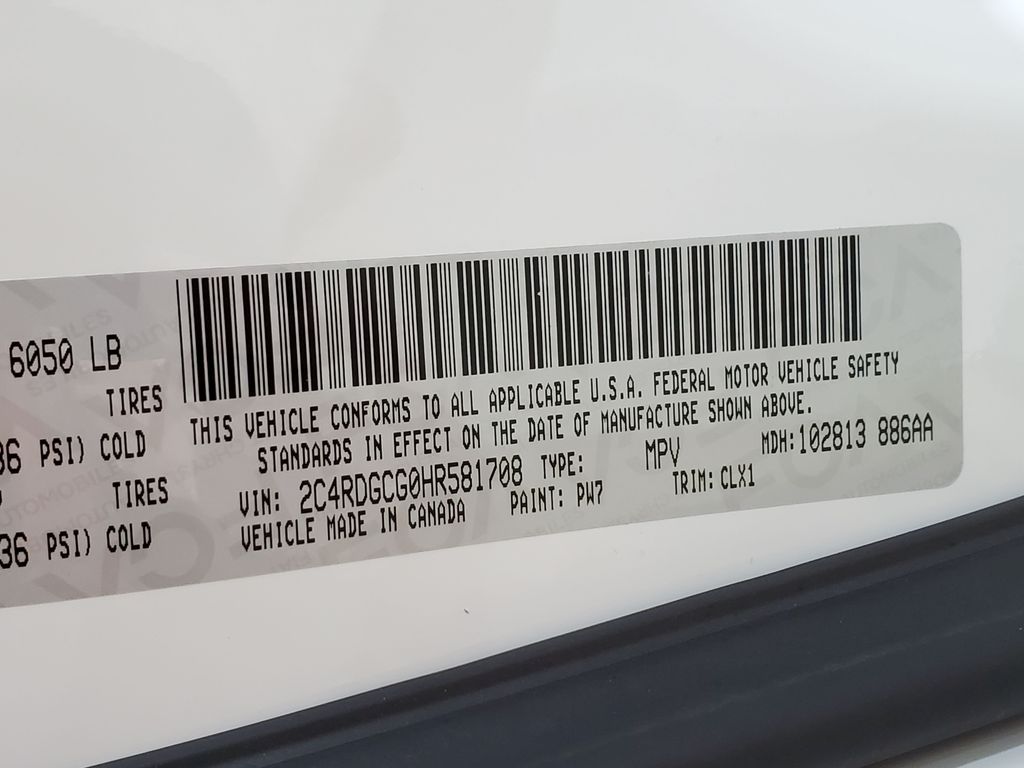 6050 LB
TIRES
36 PSI) COLD
TIRES
36 PSI) COLD
THIS VEHICLE CONFORMS TO ALL APPLICABLE U.S.A. FEDERAL MOTOR VEHICLE SAFETY
STANDARDS IN EFFECT ON THE DATE OF MANUFACTURE SHOWN ABOVE.
VIN: 2C4RDGCG0HR581708 TYPE: MPV MDH: 102813 886AA
VEHICLE MADE IN CANADA PAINT: PW7 TRIM: CLX1